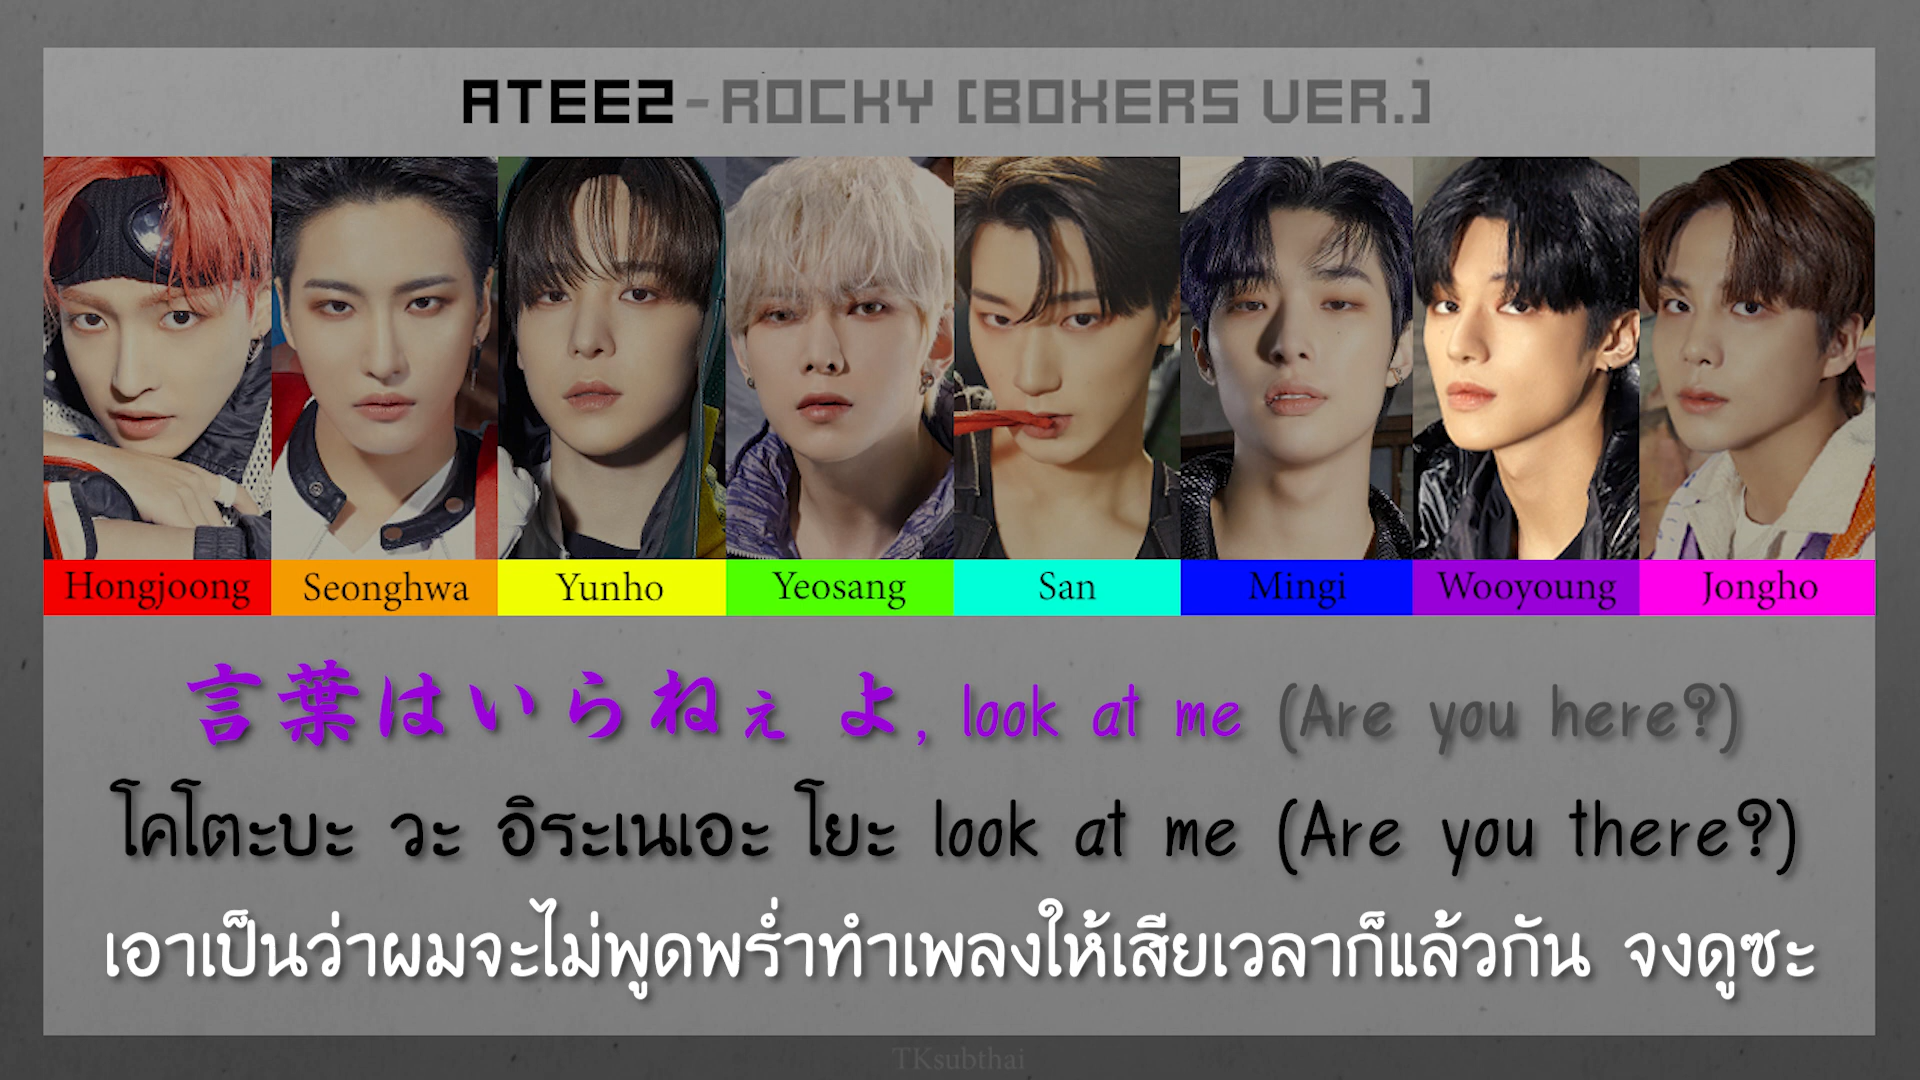 ATEEZ - ROCKY [BOXERS VER.]
Hongjoong Seonghwa Yunho Yeosang San Mingi Wooyoung Jongho
言葉はいらねぇ よ, look at me (Are you here?)
โคโตะบะ วะ อิระเนเอะ โยะ look at me (Are you there?)
เอาเป็นว่าผมจะไม่พูดพร่ำทำเพลงให้เสียเวลาก็แล้วกัน จงดูซะ
TKsubthai